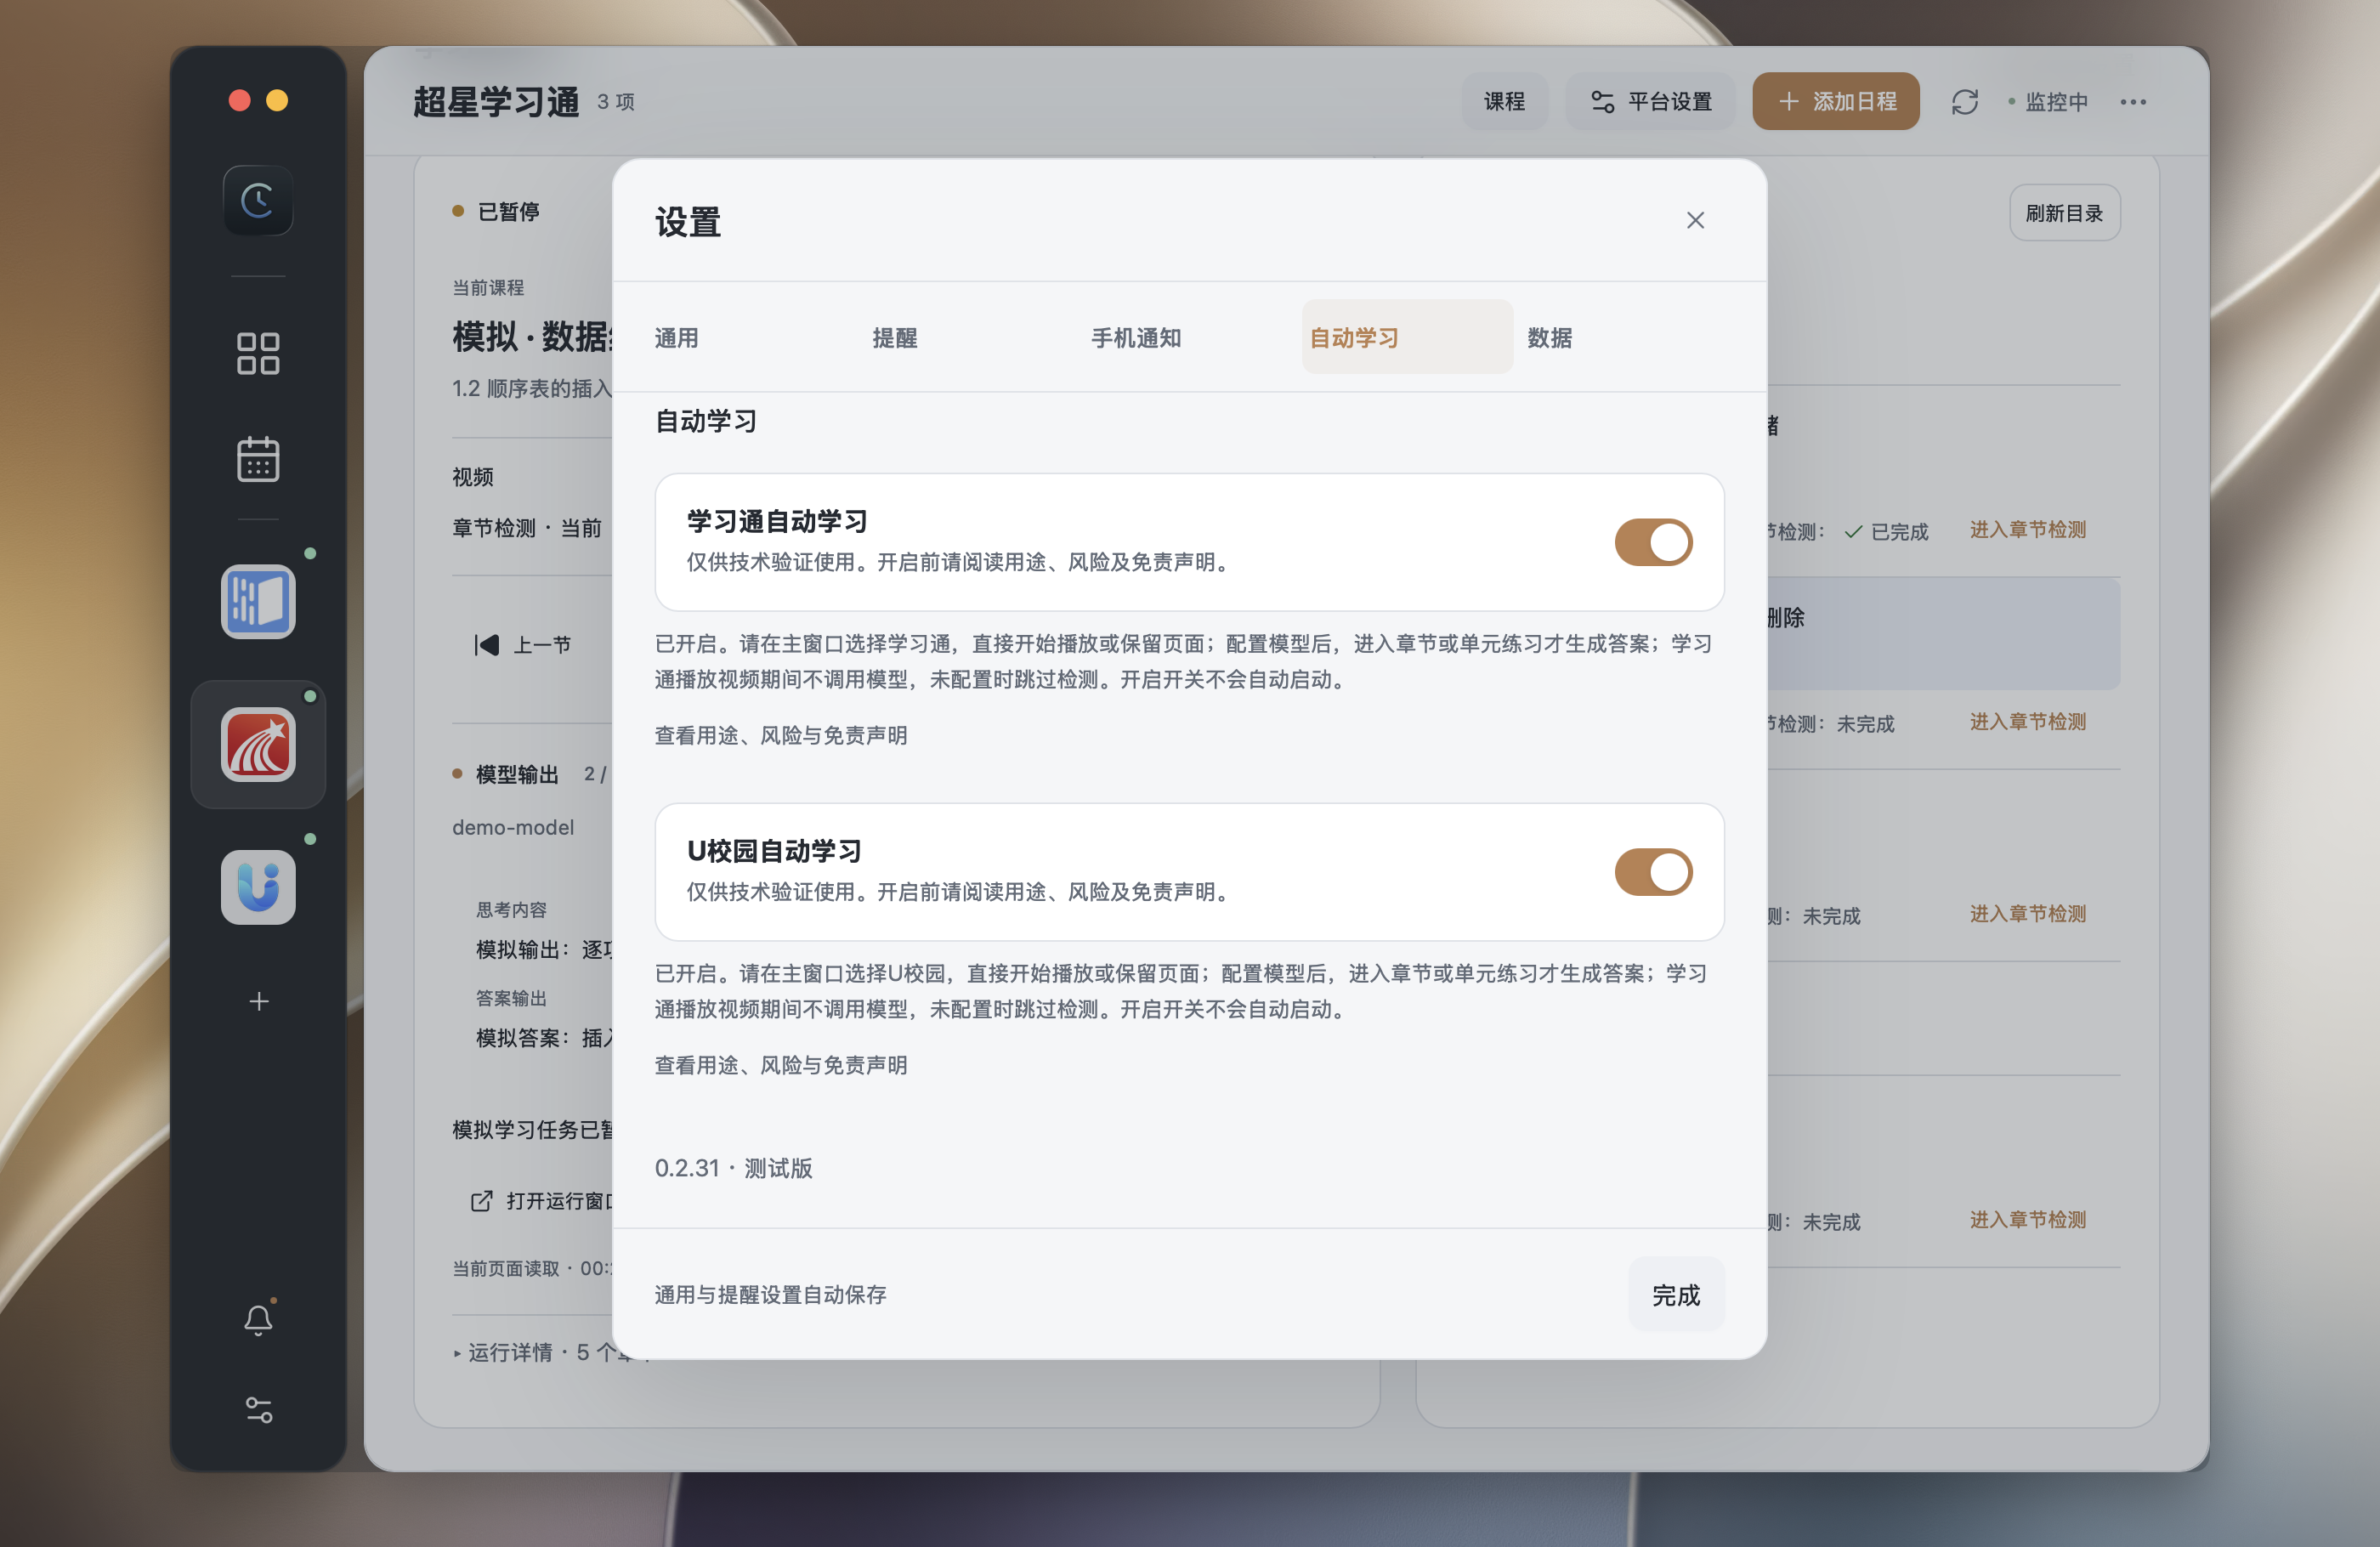 超星学习通 3 项
课程
平台设置
添加日程
监控中
已暂停
刷新目录
当前课程
模拟 · 数据
1.2 顺序表的插入
视频
章节检测 · 当前
上一节
模型输出 2 /
demo-model
思考内容
模拟输出：逐
答案输出
模拟答案：插
模拟学习任务已
打开运行窗
当前页面读取 · 00:
运行详情 · 5 个
设置
通用
提醒
手机通知
自动学习
数据
自动学习
学习通自动学习
仅供技术验证使用。开启前请阅读用途、风险及免责声明。
已开启。请在主窗口选择学习通，直接开始播放或保留页面；配置模型后，进入章节或单元练习才生成答案；学习
通播放视频期间不调用模型，未配置时跳过检测。开启开关不会自动启动。
查看用途、风险与免责声明
U校园自动学习
仅供技术验证使用。开启前请阅读用途、风险及免责声明。
已开启。请在主窗口选择U校园，直接开始播放或保留页面；配置模型后，进入章节或单元练习才生成答案；学习
通播放视频期间不调用模型，未配置时跳过检测。开启开关不会自动启动。
查看用途、风险与免责声明
0.2.31 · 测试版
通用与提醒设置自动保存
完成
检测： 已完成 进入章节检测
删除
检测：未完成 进入章节检测
测：未完成 进入章节检测
测：未完成 进入章节检测